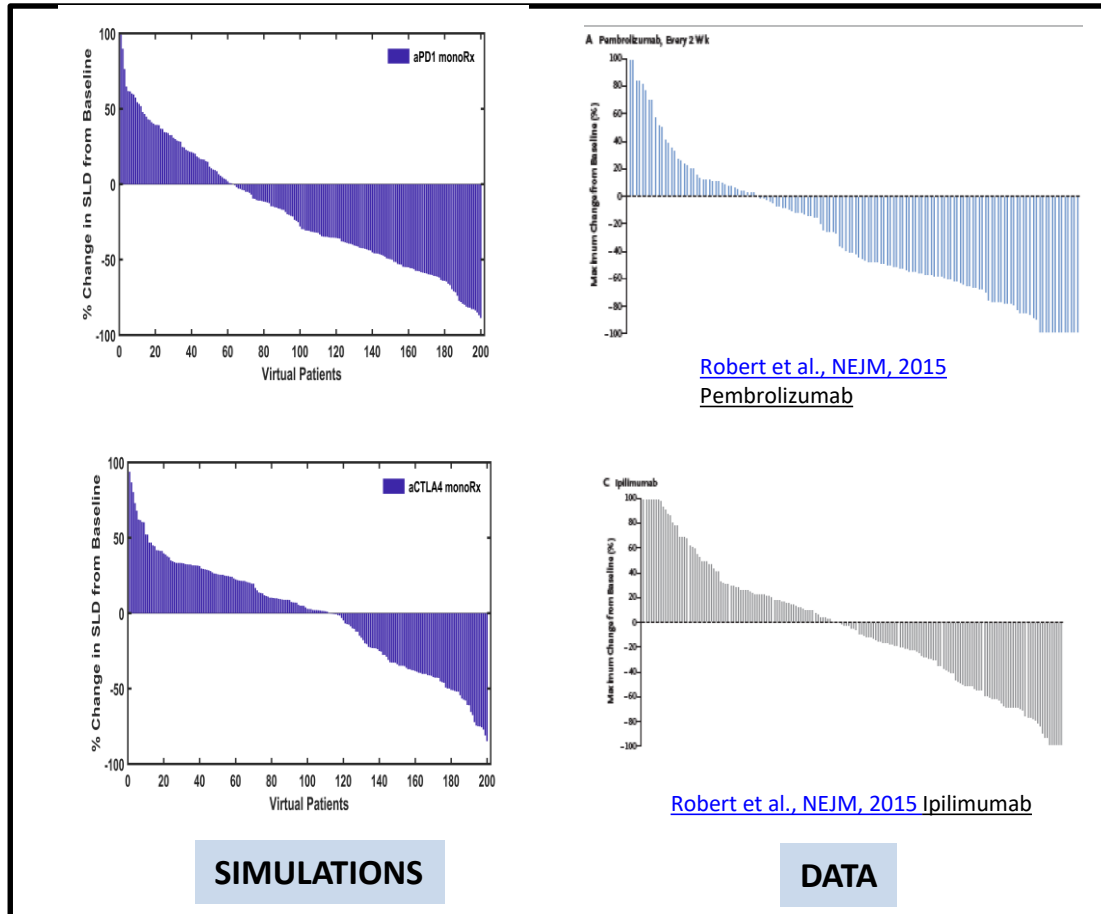 % Change in SLD from Baseline
100
50
0
-50
-100
aPD1 monoRx
0 20 40 60 80 100 120 140 160 180 200
Virtual Patients
A Pembrolizumab, Every 2 Wk
Maximum Change from Baseline (%)
100
80
60
40
20
0
−20
−40
−60
−80
−100
Robert et al., NEJM, 2015
Pembrolizumab
% Change in SLD from Baseline
100
50
0
-50
-100
aCTLA4 monoRx
0 20 40 60 80 100 120 140 160 180 200
Virtual Patients
C Ipilimumab
Maximum Change from Baseline (%)
100
80
60
40
20
0
−20
−40
−60
−80
−100
Robert et al., NEJM, 2015 Ipilimumab
SIMULATIONS
DATA